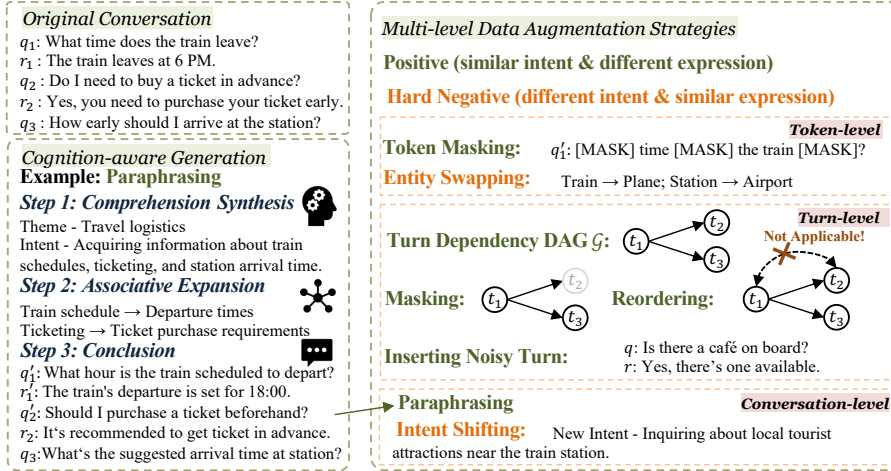 Original Conversation
q1: What time does the train leave?
r1 : The train leaves at 6 PM.
q2 : Do I need to buy a ticket in advance?
r2 : Yes, you need to purchase your ticket early.
q3 : How early should I arrive at the station?
Cognition-aware Generation
Example: Paraphrasing
Step 1: Comprehension Synthesis
Theme - Travel logistics
Intent - Acquiring information about train
schedules, ticketing, and station arrival time.
Step 2: Associative Expansion
Train schedule → Departure times
Ticketing → Ticket purchase requirements
Step 3: Conclusion
q1′: What hour is the train scheduled to depart?
r1′: The train's departure is set for 18:00.
q2′: Should I purchase a ticket beforehand?
r2: It's recommended to get ticket in advance.
q3:What's the suggested arrival time at station?
Multi-level Data Augmentation Strategies
Positive (similar intent & different expression)
Hard Negative (different intent & similar expression)
Token-level
Token Masking: q1′: [MASK] time [MASK] the train [MASK]?
Entity Swapping: Train → Plane; Station → Airport
Turn-level
Turn Dependency DAG 𝒢: t1 t2 t3
Not Applicable!
Masking: t1 t2 t3
Reordering: t1 t2 t3
Inserting Noisy Turn: q: Is there a café on board?
r: Yes, there's one available.
Conversation-level
Paraphrasing
Intent Shifting: New Intent - Inquiring about local tourist
attractions near the train station.